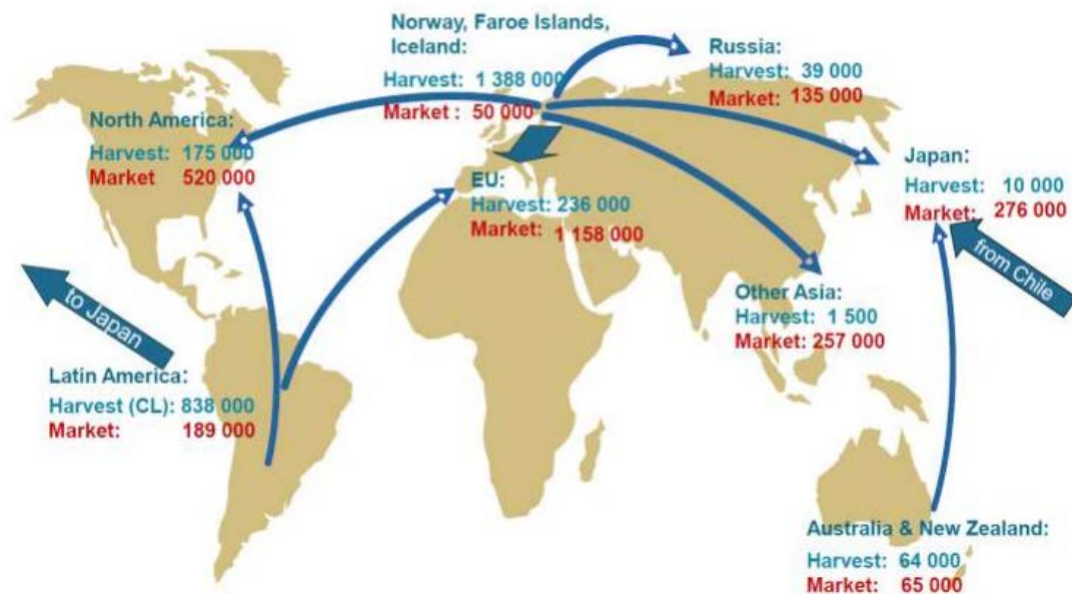 Norway, Faroe Islands,
Iceland:
Harvest: 1 388 000
Market : 50 000
Russia:
Harvest: 39 000
Market: 135 000
North America:
Harvest: 175 000
Market 520 000
EU:
Harvest: 236 000
Market: 1 158 000
Japan:
Harvest: 10 000
Market: 276 000
from Chile
to Japan
Other Asia:
Harvest: 1 500
Market: 257 000
Latin America:
Harvest (CL): 838 000
Market: 189 000
Australia & New Zealand:
Harvest: 64 000
Market: 65 000